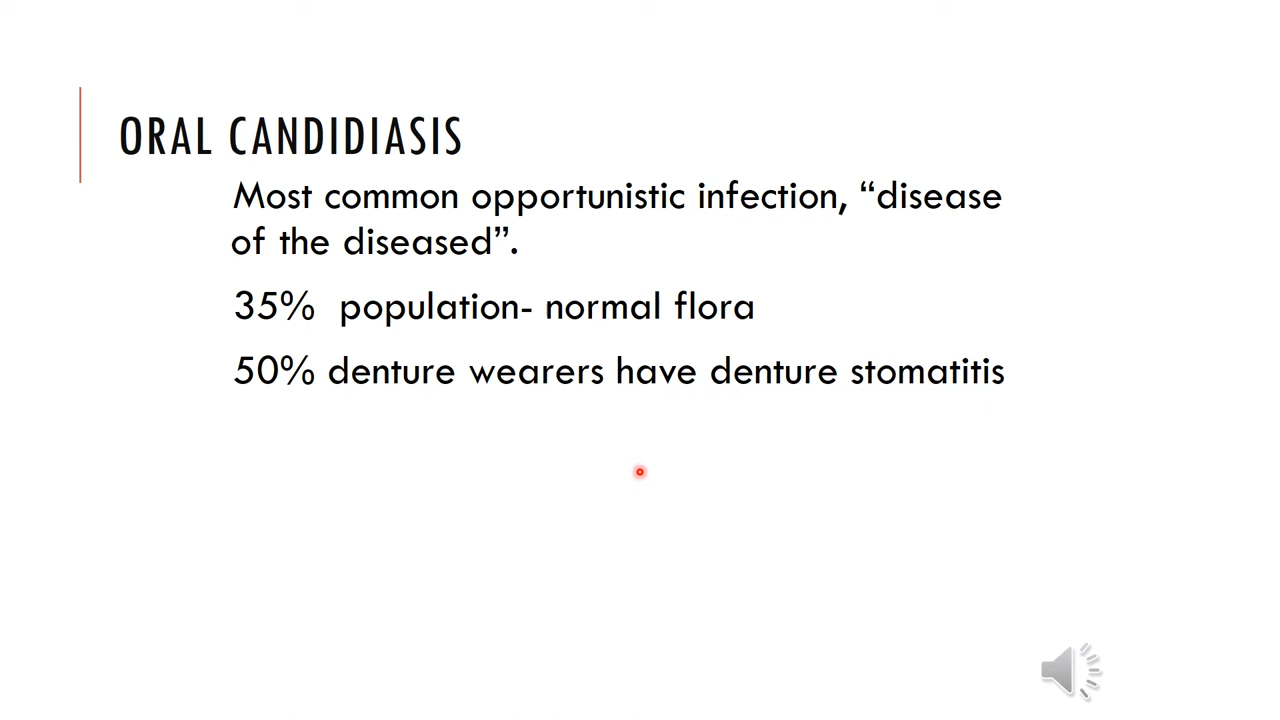 ORAL CANDIDIASIS
Most common opportunistic infection, “disease
of the diseased”.
35%  population- normal flora
50% denture wearers have denture stomatitis